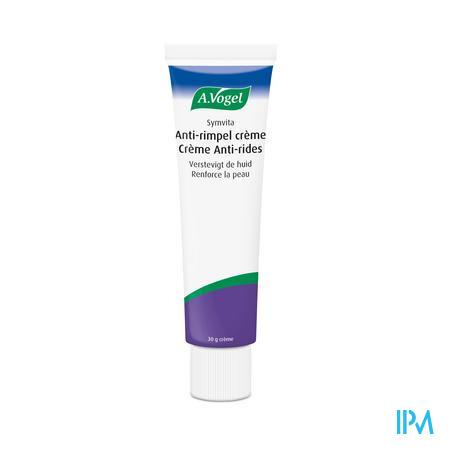 A.Vogel
Symvita
Anti-rimpel crème
Crème Anti-rides
Verstevigt de huid
Renforce la peau
30 g crème
IPM